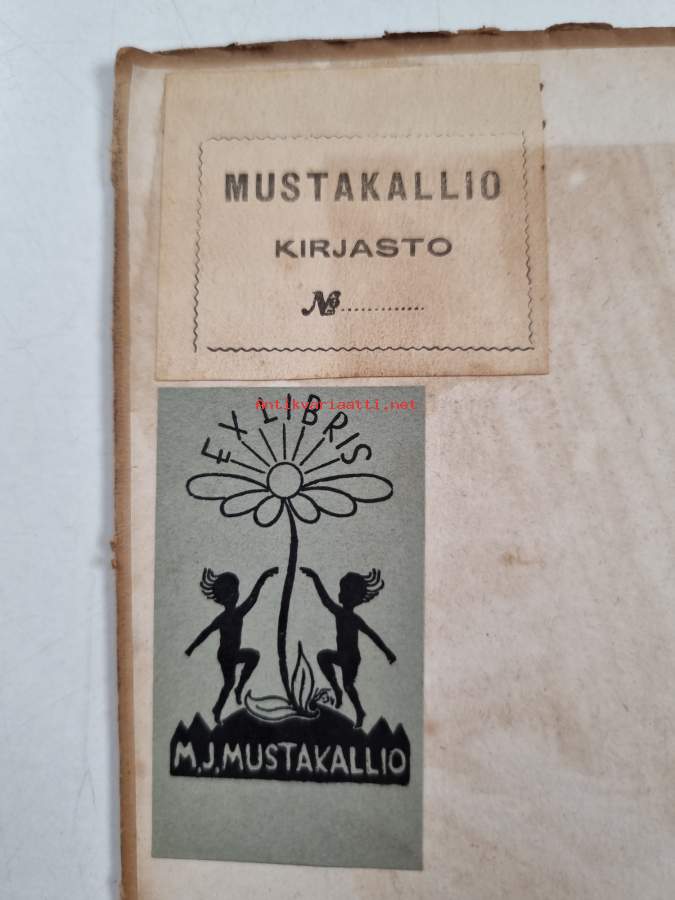 MUSTAKALLIO
KIRJASTO
№.............
Antikvariaatti.net
EX LIBRIS
M.J.MUSTAKALLIO